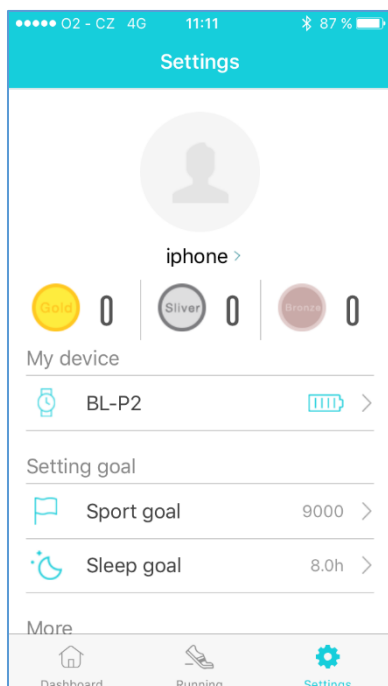 ●●●●● O2 - CZ 4G 11:11 87 %
Settings
iphone >
Gold 0 Sliver 0 Bronze 0
My device
BL-P2
Setting goal
Sport goal 9000
Sleep goal 8.0h
More
Dashboard Running Settings